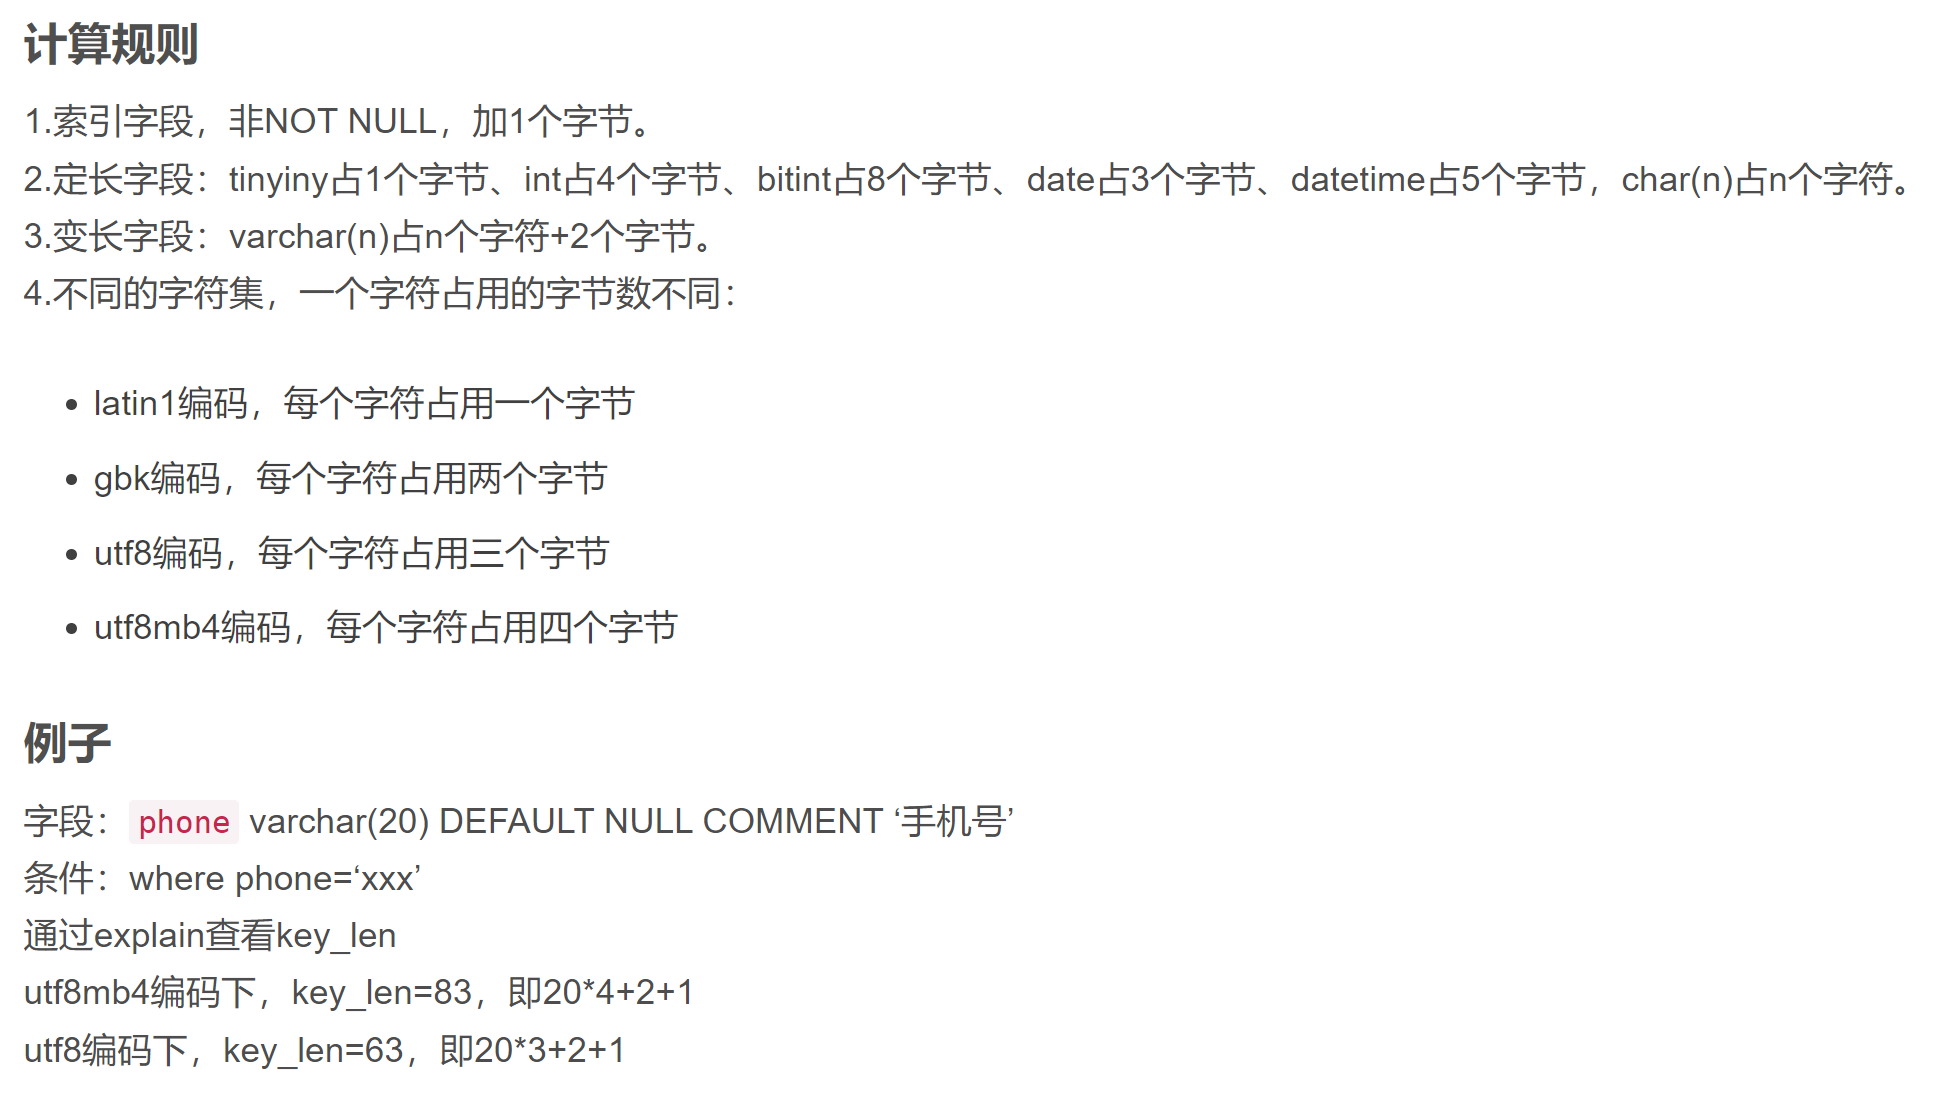 计算规则
1.索引字段，非NOT NULL，加1个字节。
2.定长字段：tinyiny占1个字节、int占4个字节、bitint占8个字节、date占3个字节、datetime占5个字节，char(n)占n个字符。
3.变长字段：varchar(n)占n个字符+2个字节。
4.不同的字符集，一个字符占用的字节数不同：
• latin1编码，每个字符占用一个字节
• gbk编码，每个字符占用两个字节
• utf8编码，每个字符占用三个字节
• utf8mb4编码，每个字符占用四个字节
例子
字段：phone varchar(20) DEFAULT NULL COMMENT ‘手机号’
条件：where phone=‘xxx’
通过explain查看key_len
utf8mb4编码下，key_len=83，即20*4+2+1
utf8编码下，key_len=63，即20*3+2+1